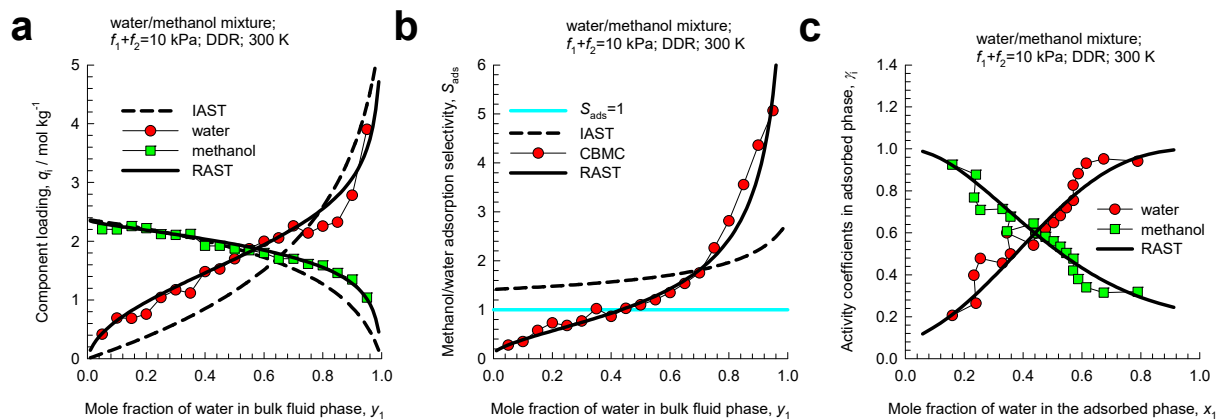 a
water/methanol mixture;
f1+f2=10 kPa; DDR; 300 K
Component loading, qi / mol kg-1
5
4
3
2
1
0
IAST
water
methanol
RAST
0.0 0.2 0.4 0.6 0.8 1.0
Mole fraction of water in bulk fluid phase, y1
b
water/methanol mixture;
f1+f2=10 kPa; DDR; 300 K
Methanol/water adsorption selectivity, Sads
6
5
4
3
2
1
0
Sads=1
IAST
CBMC
RAST
0.0 0.2 0.4 0.6 0.8 1.0
Mole fraction of water in bulk fluid phase, y1
c
water/methanol mixture;
f1+f2=10 kPa; DDR; 300 K
Activity coefficients in adsorbed phase, γi
1.4
1.2
1.0
0.8
0.6
0.4
0.2
0.0
water
methanol
RAST
0.0 0.2 0.4 0.6 0.8 1.0
Mole fraction of water in the adsorbed phase, x1